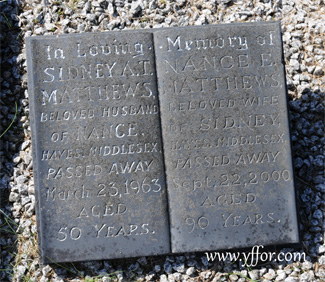 In Loving
SIDNEY A.T.
MATTHEWS,
BELOVED HUSBAND
OF NANCE,
HAYES, MIDDLESEX,
PASSED AWAY
March 23, 1963,
AGED
50 YEARS.
Memory of
NANCE E.
MATTHEWS,
BELOVED WIFE
OF SIDNEY,
HAYES, MIDDLESEX,
PASSED AWAY
Sept. 22, 2000
AGED
90 YEARS.
www.yffor.com